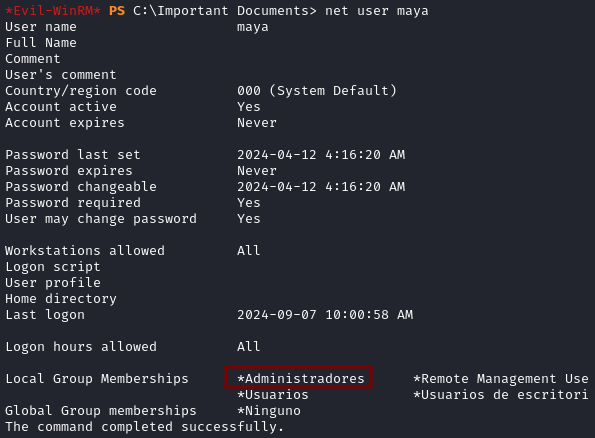 *Evil-WinRM* PS C:\Important Documents> net user maya
User name                    maya
Full Name
Comment
User's comment
Country/region code          000 (System Default)
Account active               Yes
Account expires              Never
Password last set            2024-04-12 4:16:20 AM
Password expires             Never
Password changeable          2024-04-12 4:16:20 AM
Password required            Yes
User may change password     Yes
Workstations allowed         All
Logon script
User profile
Home directory
Last logon                   2024-09-07 10:00:58 AM
Logon hours allowed          All
Local Group Memberships      *Administradores      *Remote Management Use
                             *Usuarios             *Usuarios de escritori
Global Group memberships     *Ninguno
The command completed successfully.